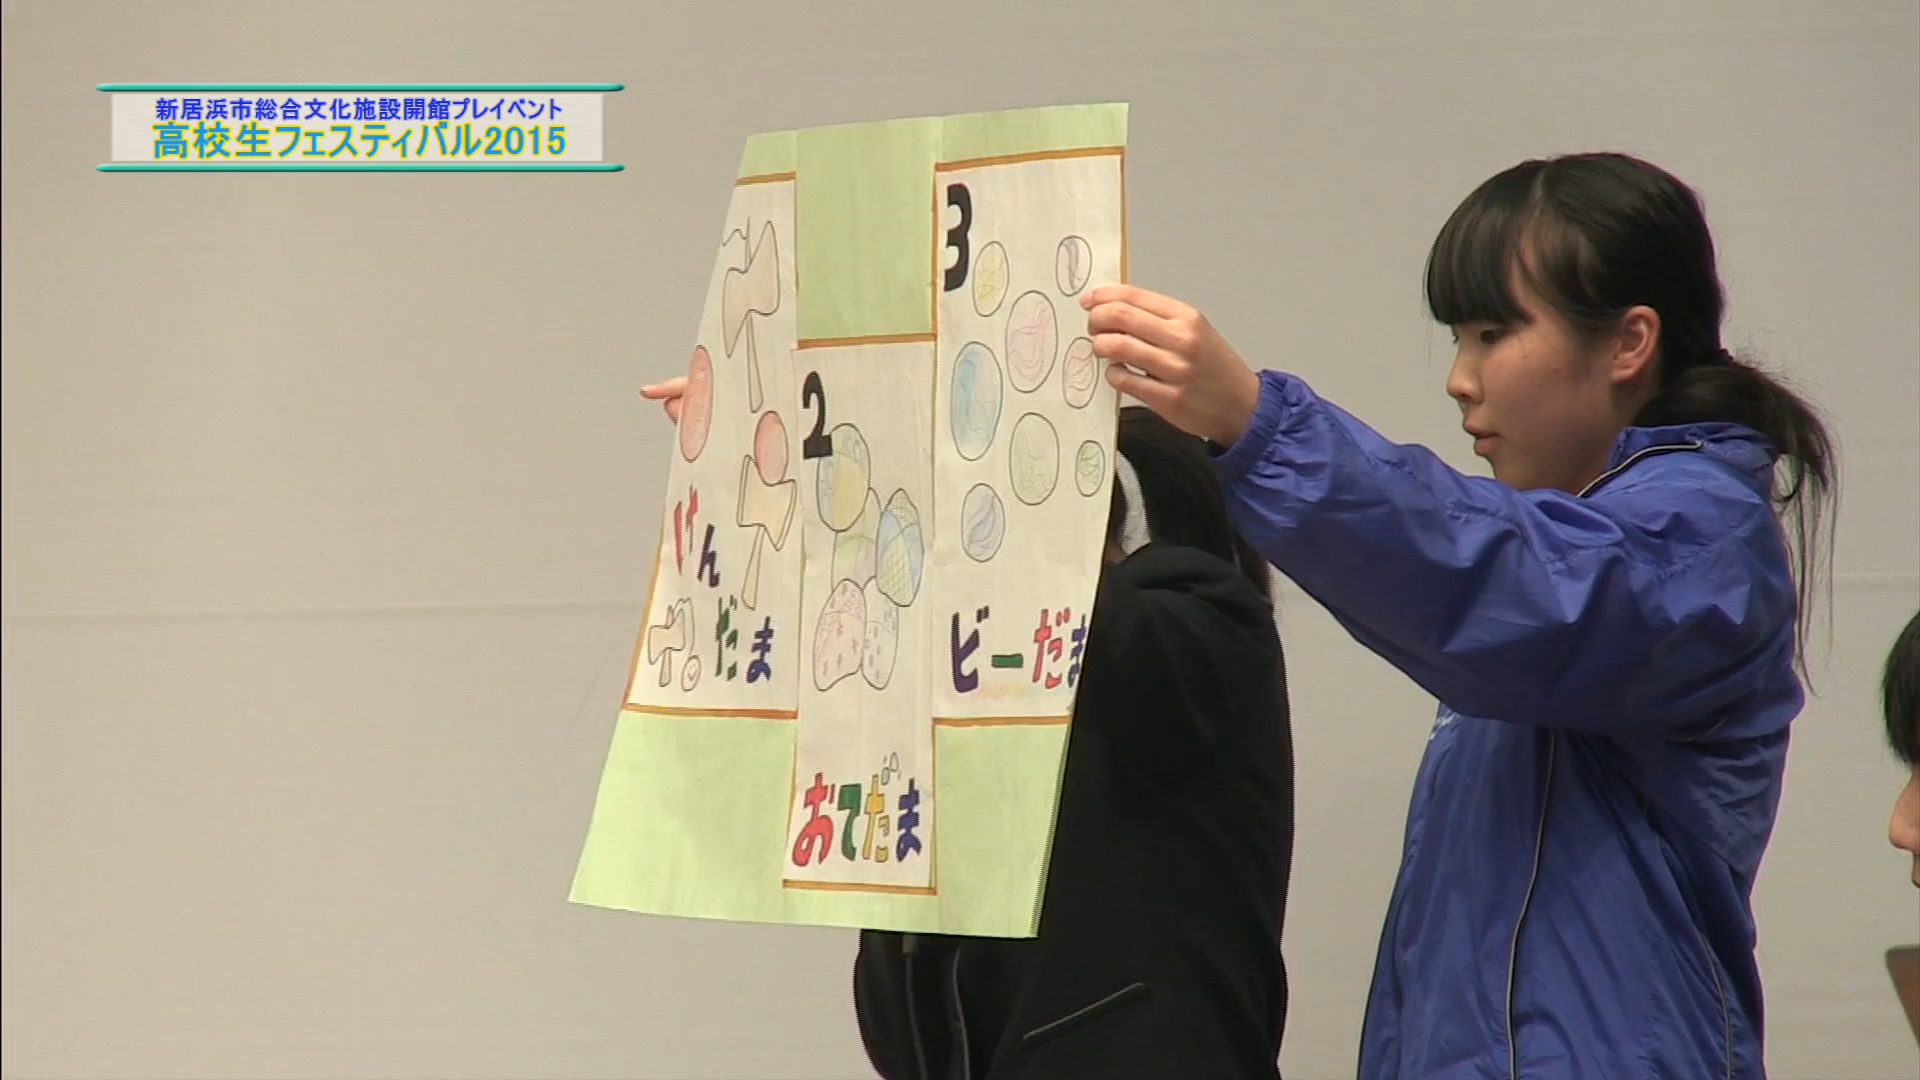 新居浜市総合文化施設開館プレイベント
高校生フェスティバル2015
けんだま
2
おてだま
3
ビーだま